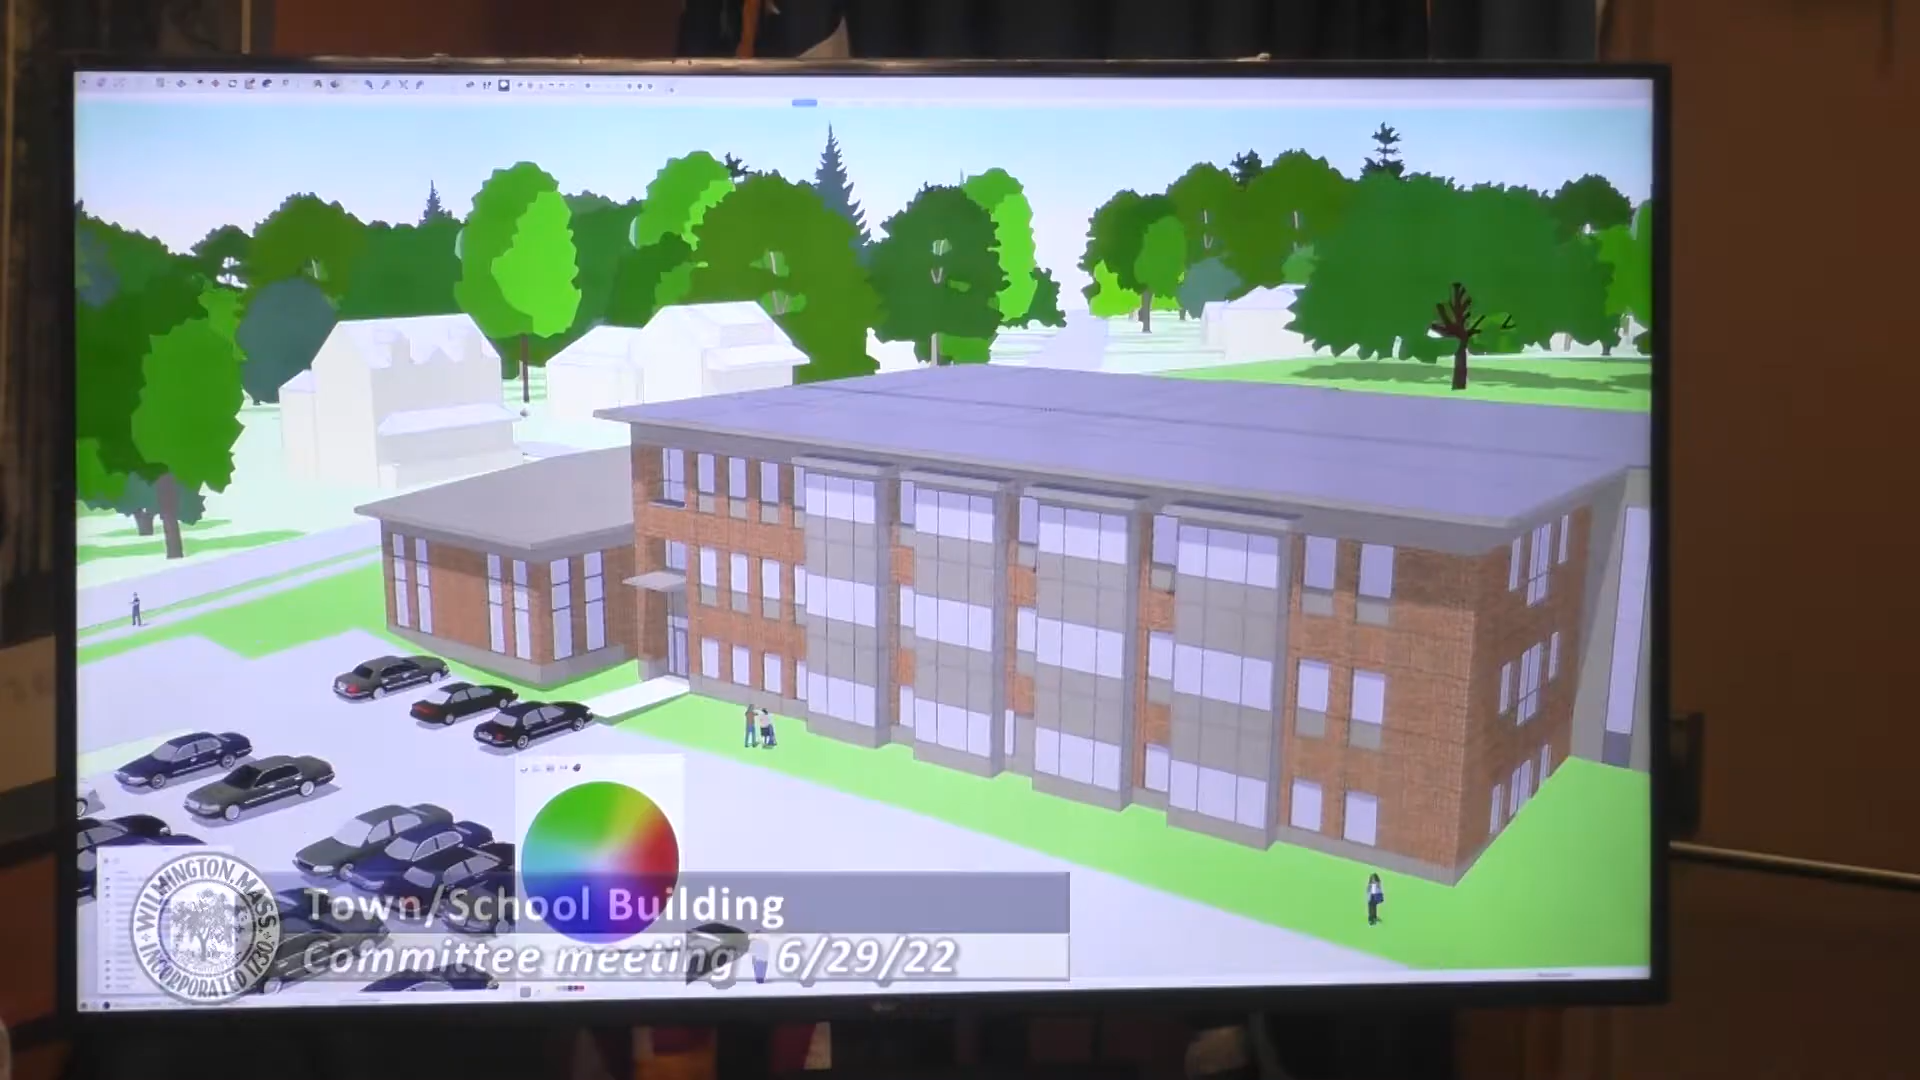 WILMINGTON, MASS.
INCORPORATED 1730
Town/School Building
Committee meeting 6/29/22